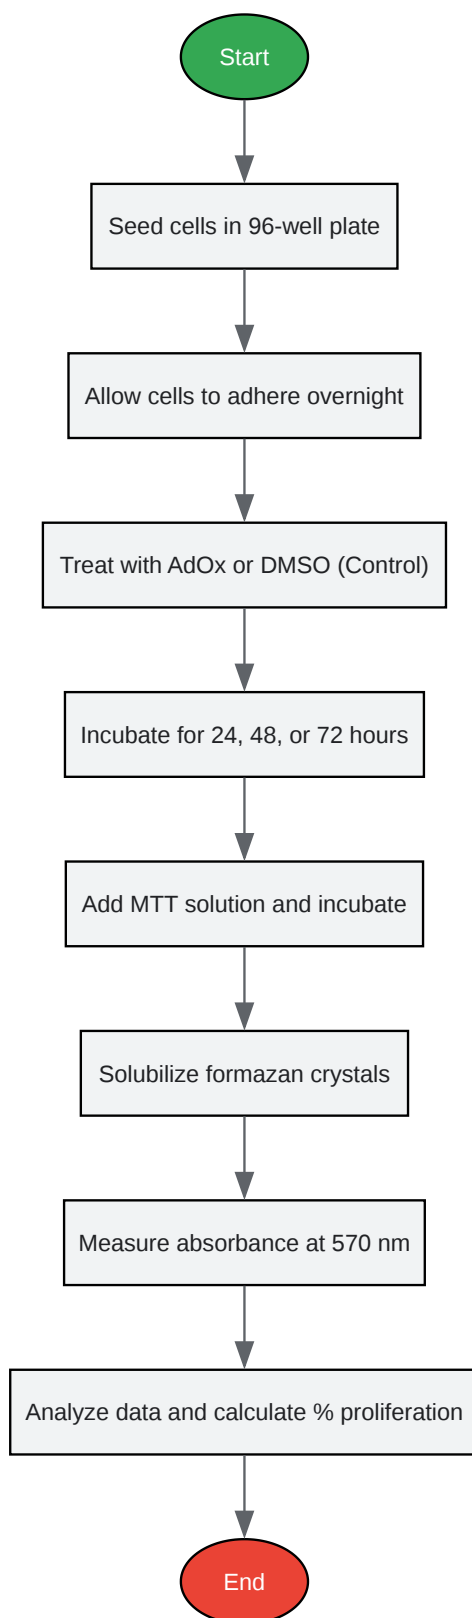 Start
Seed cells in 96-well plate
Allow cells to adhere overnight
Treat with AdOx or DMSO (Control)
Incubate for 24, 48, or 72 hours
Add MTT solution and incubate
Solubilize formazan crystals
Measure absorbance at 570 nm
Analyze data and calculate % proliferation
End